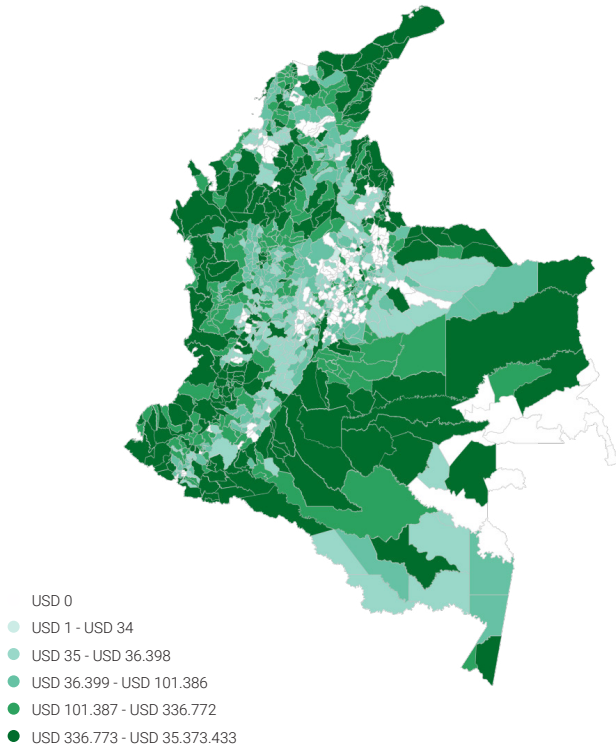 USD 0
USD 1 - USD 34
USD 35 - USD 36.398
USD 36.399 - USD 101.386
USD 101.387 - USD 336.772
USD 336.773 - USD 35.373.433